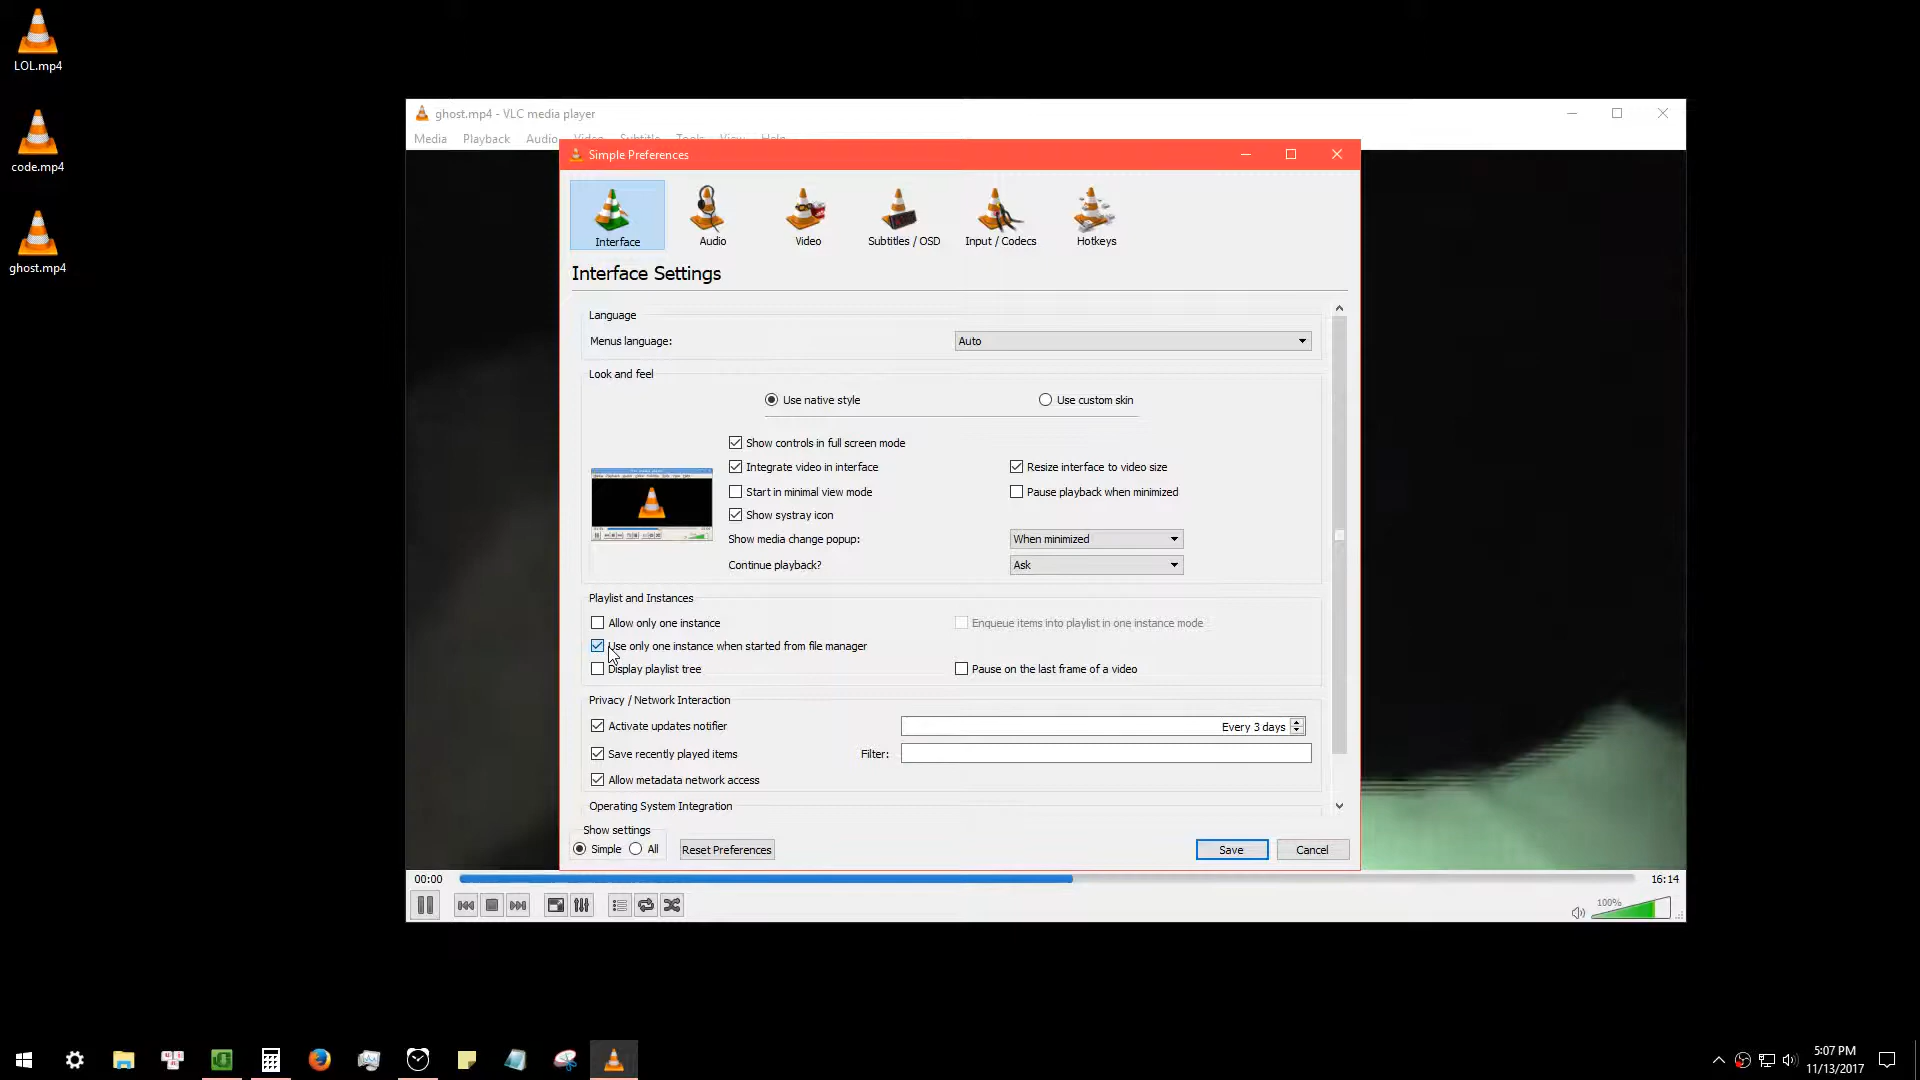 LOL.mp4
code.mp4
ghost.mp4
ghost.mp4 - VLC media player
Media Playback Audio Video Subtitle Tools View Help
Simple Preferences
Interface Audio Video Subtitles / OSD Input / Codecs Hotkeys
Interface Settings
Language
Menus language: Auto
Look and feel
Use native style Use custom skin
Show controls in full screen mode
Integrate video in interface Resize interface to video size
Start in minimal view mode Pause playback when minimized
Show systray icon
Show media change popup: When minimized
Continue playback? Ask
Playlist and Instances
Allow only one instance Enqueue items into playlist in one instance mode
Use only one instance when started from file manager
Display playlist tree Pause on the last frame of a video
Privacy / Network Interaction
Activate updates notifier Every 3 days
Save recently played items Filter:
Allow metadata network access
Operating System Integration
Show settings
Simple All Reset Preferences Save Cancel
00:00 16:14
100%
5:07 PM
11/13/2017